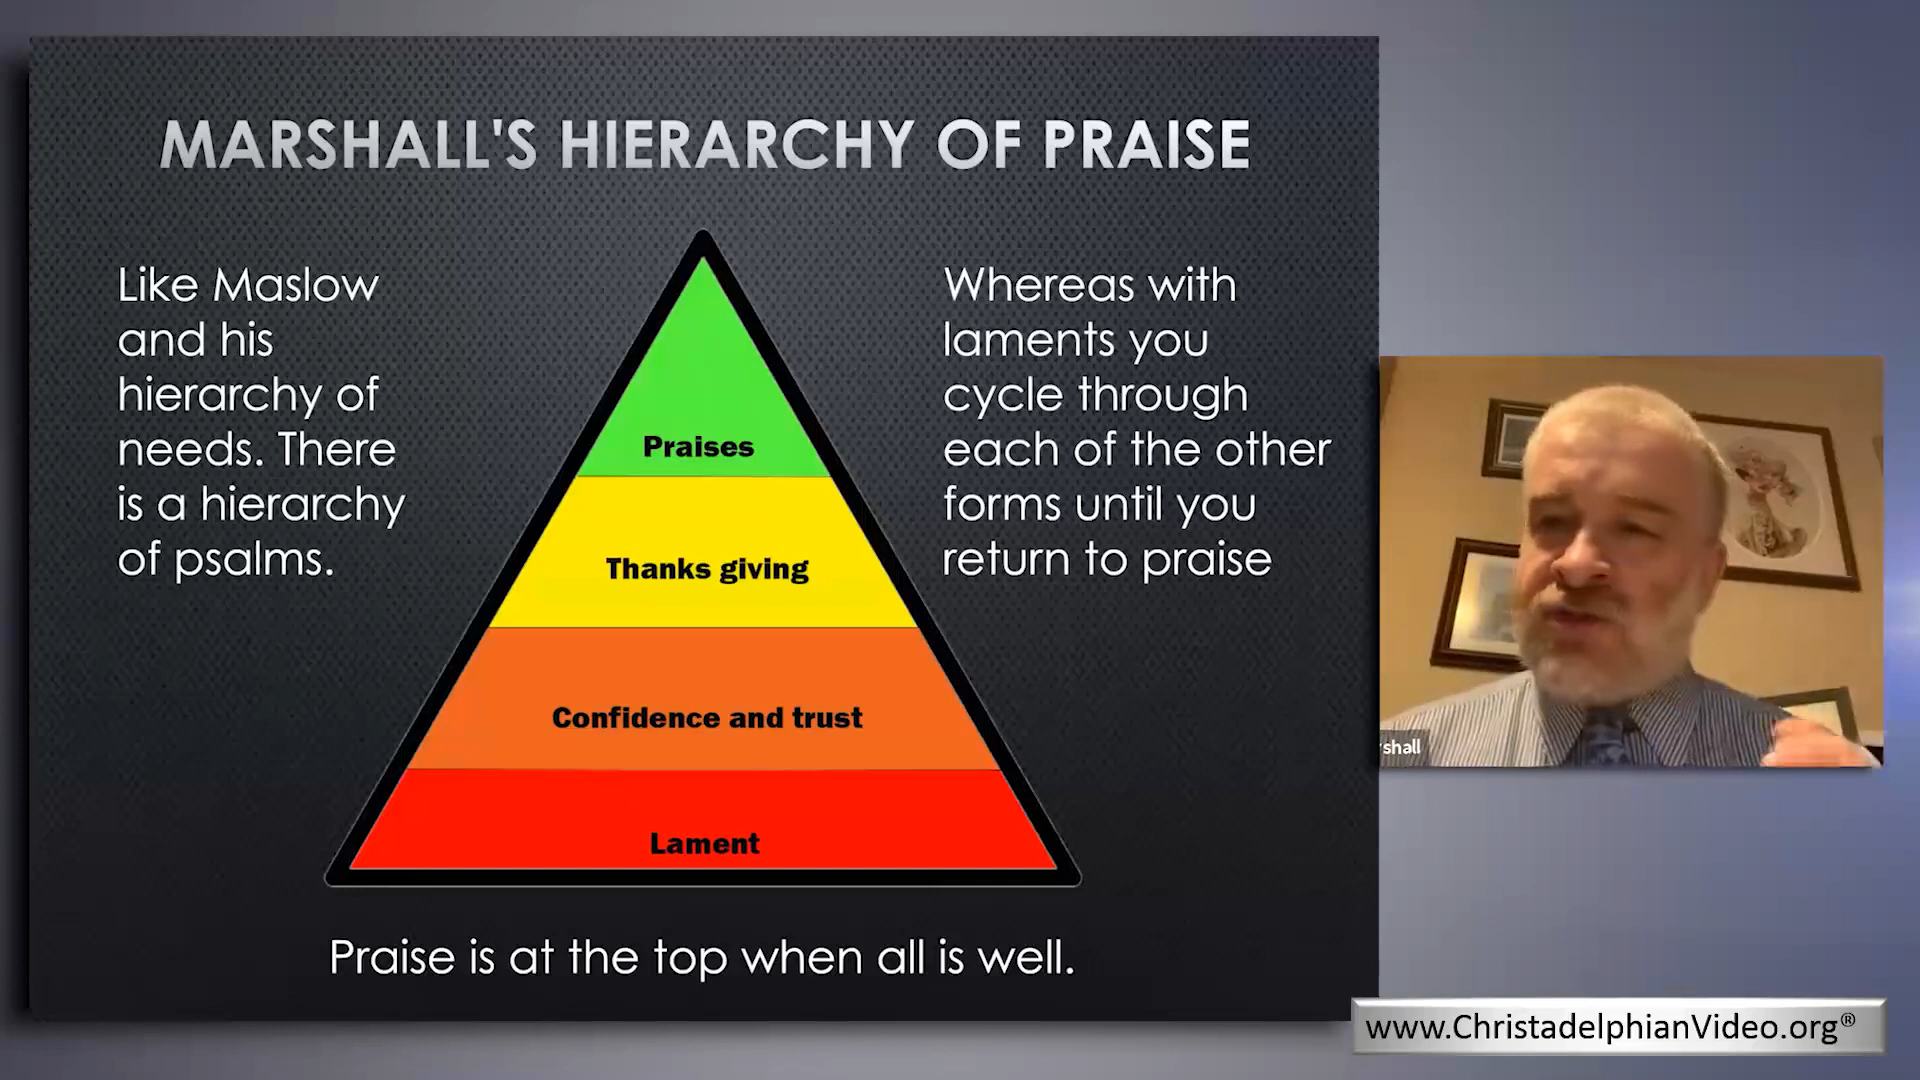 MARSHALL'S HIERARCHY OF PRAISE
Like Maslow
and his
hierarchy of
needs. There
is a hierarchy
of psalms.
Praises
Thanks giving
Confidence and trust
Lament
Whereas with
laments you
cycle through
each of the other
forms until you
return to praise
Praise is at the top when all is well.
shall
www.ChristadelphianVideo.org®